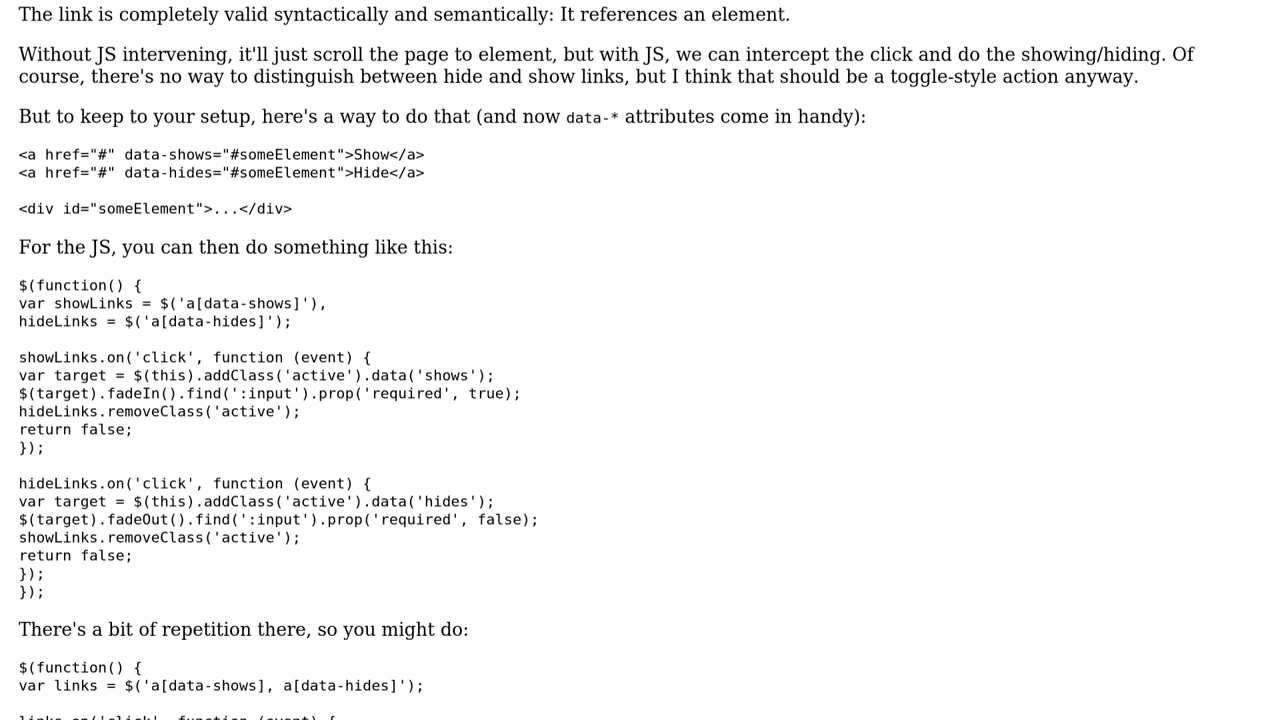 The link is completely valid syntactically and semantically: It references an element.
Without JS intervening, it'll just scroll the page to element, but with JS, we can intercept the click and do the showing/hiding. Of
course, there's no way to distinguish between hide and show links, but I think that should be a toggle-style action anyway.
But to keep to your setup, here's a way to do that (and now data-* attributes come in handy):
<a href="#" data-shows="#someElement">Show</a>
<a href="#" data-hides="#someElement">Hide</a>
<div id="someElement">...</div>
For the JS, you can then do something like this:
$(function() {
var showLinks = $('a[data-shows]'),
hideLinks = $('a[data-hides]');
showLinks.on('click', function (event) {
var target = $(this).addClass('active').data('shows');
$(target).fadeIn().find(':input').prop('required', true);
hideLinks.removeClass('active');
return false;
});
hideLinks.on('click', function (event) {
var target = $(this).addClass('active').data('hides');
$(target).fadeOut().find(':input').prop('required', false);
showLinks.removeClass('active');
return false;
});
});
There's a bit of repetition there, so you might do:
$(function() {
var links = $('a[data-shows], a[data-hides]');
links.on('click', function (event) {